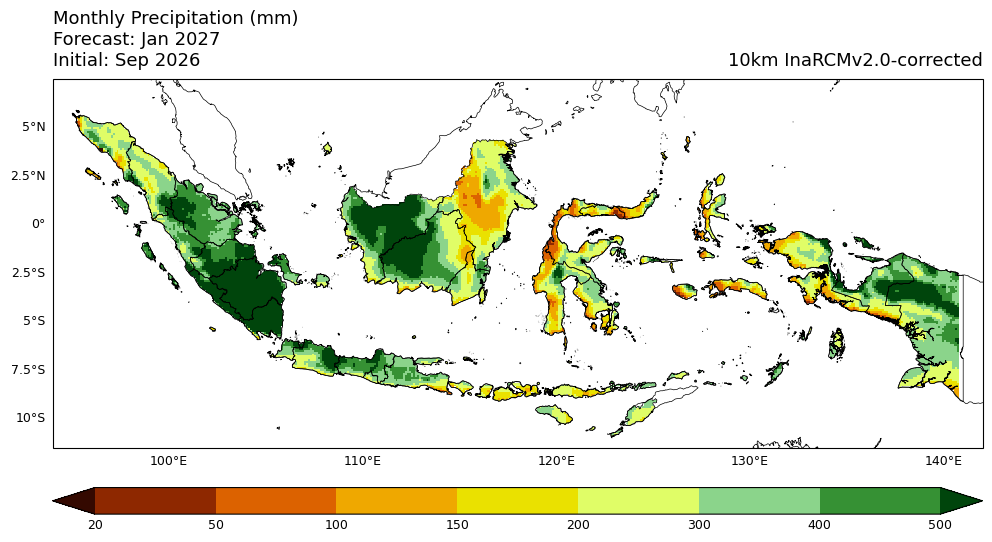 Monthly Precipitation (mm)
Forecast: Jan 2027
Initial: Sep 2026
10km InaRCMv2.0-corrected
5°N
2.5°N
0°
2.5°S
5°S
7.5°S
10°S
100°E 110°E 120°E 130°E 140°E
20 50 100 150 200 300 400 500